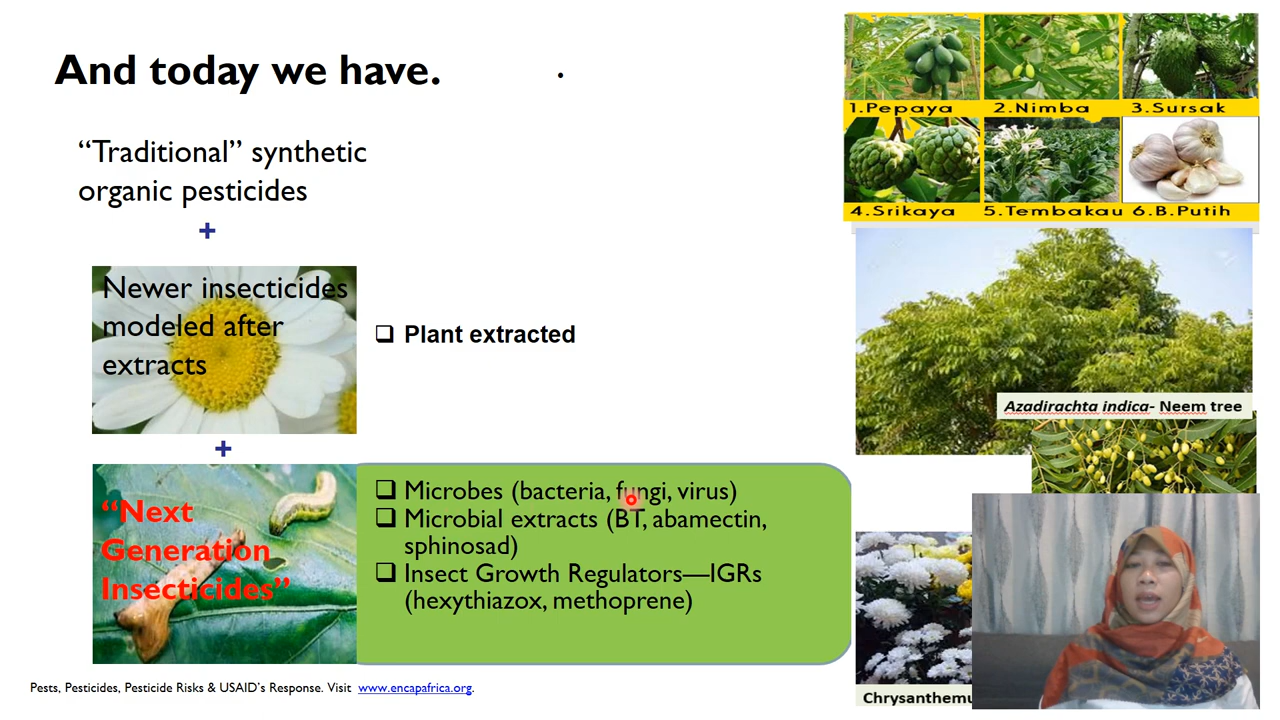 And today we have.
“Traditional” synthetic
organic pesticides
+
Newer insecticides
modeled after
extracts
❑ Plant extracted
+
“Next
Generation
Insecticides”
❑ Microbes (bacteria, fungi, virus)
❑ Microbial extracts (BT, abamectin,
sphinosad)
❑ Insect Growth Regulators—IGRs
(hexythiazox, methoprene)
1.Pepaya 2.Nimba 3.Sursak
4.Srikaya 5.Tembakau 6.B.Putih
Azadirachta indica- Neem tree
Pests, Pesticides, Pesticide Risks & USAID’s Response. Visit www.encapafrica.org.